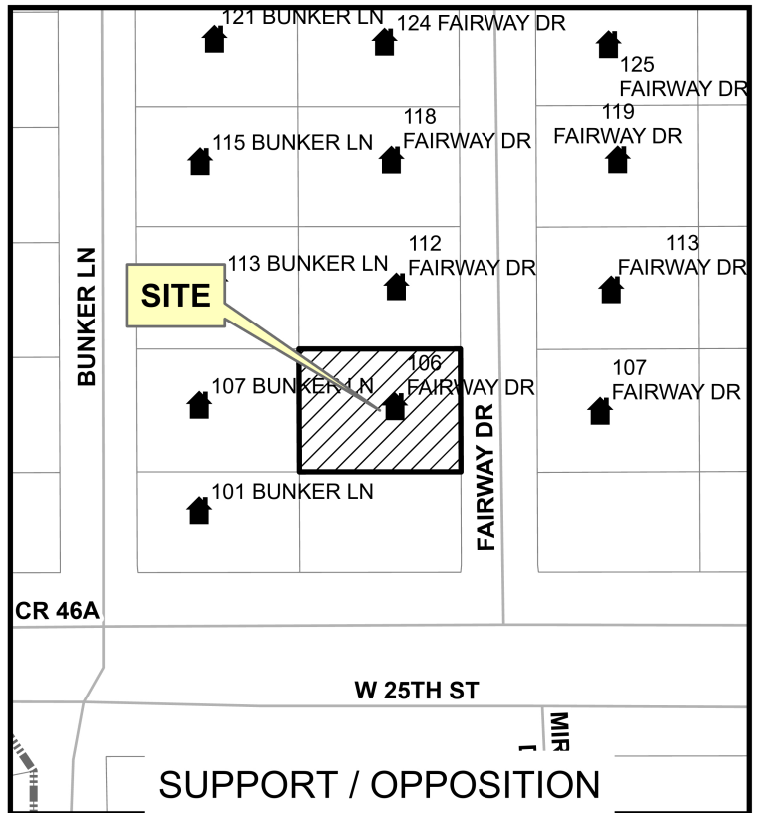 121 BUNKER LN
124 FAIRWAY DR
125
FAIRWAY DR
115 BUNKER LN
118
FAIRWAY DR
119
FAIRWAY DR
113 BUNKER LN
112
FAIRWAY DR
113
FAIRWAY DR
BUNKER LN
SITE
107 BUNKER LN
106
FAIRWAY DR
107
FAIRWAY DR
FAIRWAY DR
101 BUNKER LN
CR 46A
W 25TH ST
MIR
SUPPORT / OPPOSITION